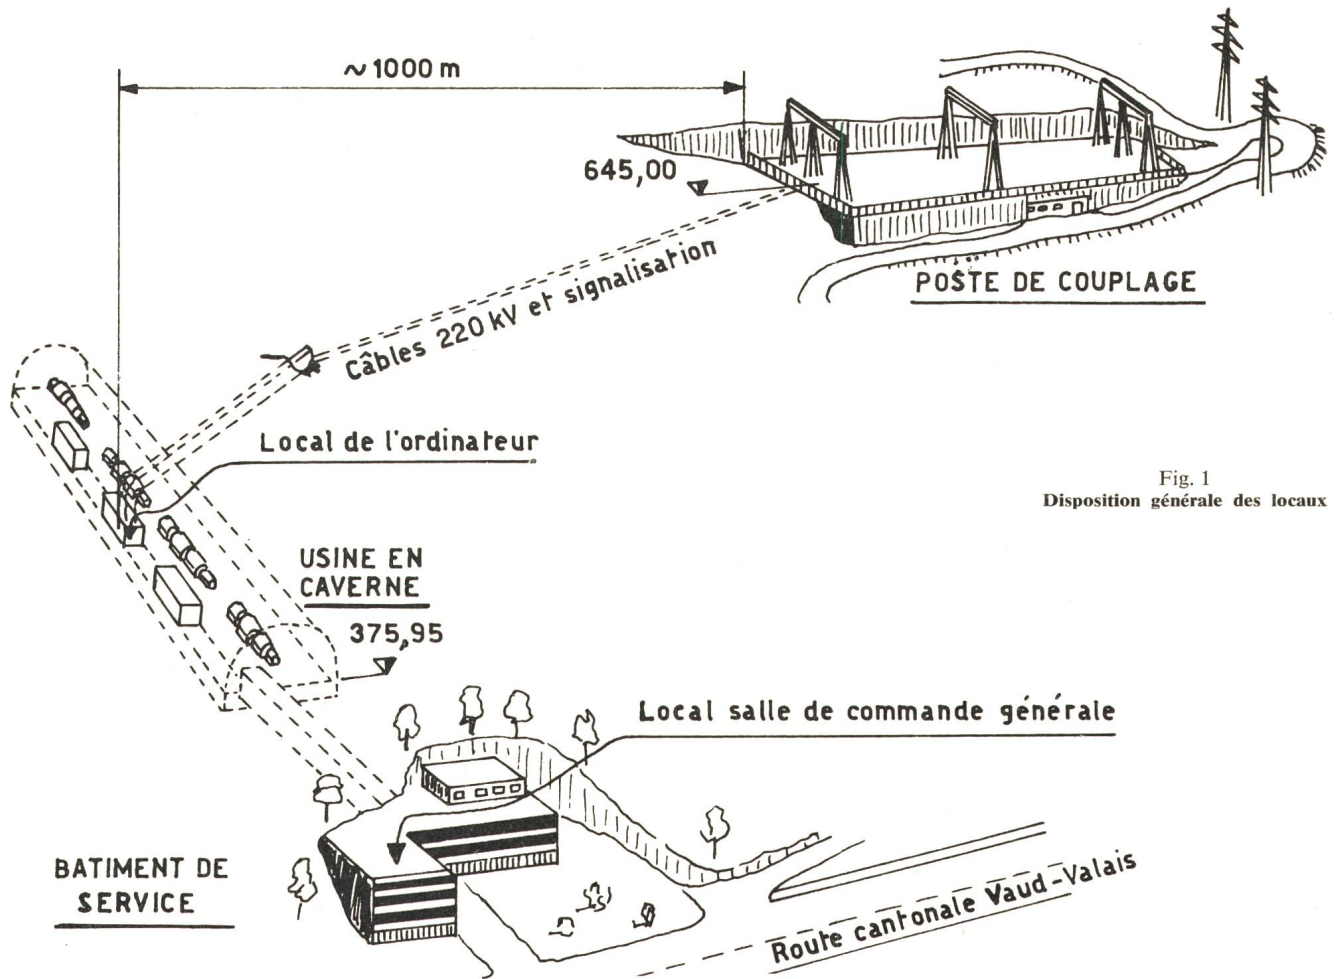 ~1000 m
645,00
POSTE DE COUPLAGE
Câbles 220 kV et signalisation
Local de l'ordinateur
Fig. 1
Disposition générale des locaux
USINE EN
CAVERNE
375,95
Local salle de commande générale
BATIMENT DE
SERVICE
Route cantonale Vaud-Valais